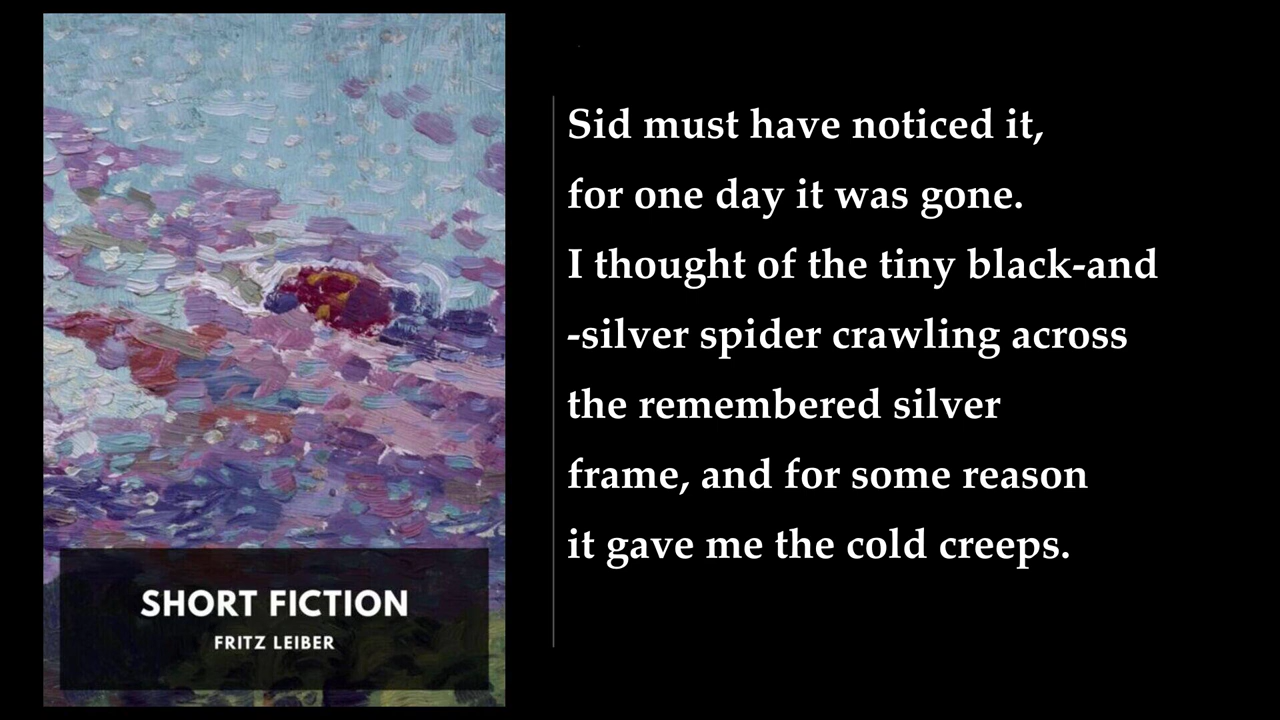 SHORT FICTION
FRITZ LEIBER
Sid must have noticed it,
for one day it was gone.
I thought of the tiny black-and
-silver spider crawling across
the remembered silver
frame, and for some reason
it gave me the cold creeps.